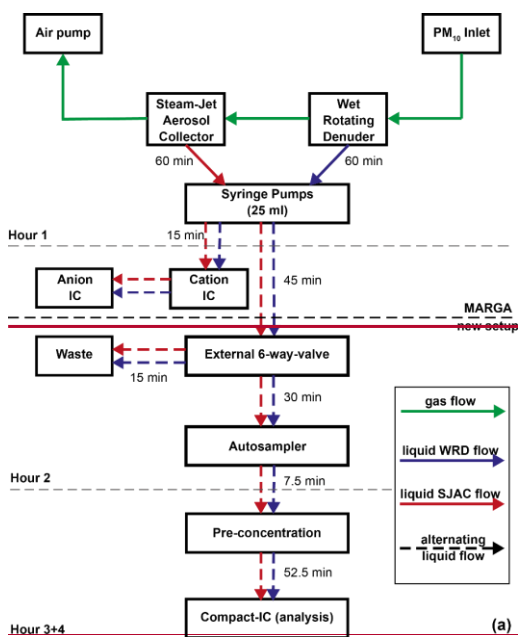 Air pump
PM10 Inlet
Steam-Jet
Aerosol
Collector
Wet
Rotating
Denuder
60 min
60 min
Syringe Pumps
(25 ml)
15 min
Hour 1
Anion
IC
Cation
IC
45 min
MARGA
new setup
Waste
External 6-way-valve
15 min
30 min
gas flow
Autosampler
liquid WRD flow
Hour 2
7.5 min
liquid SJAC flow
Pre-concentration
alternating
liquid flow
52.5 min
Compact-IC (analysis)
(a)
Hour 3+4